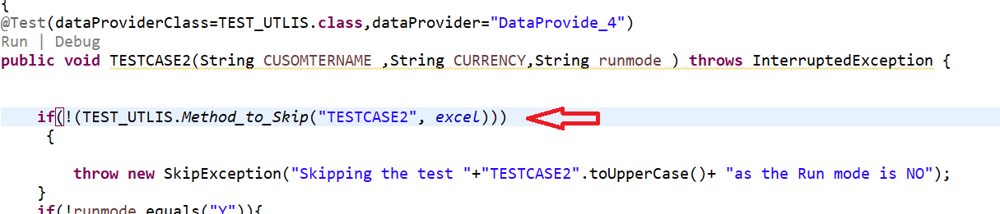 {
@Test(dataProviderClass=TEST_UTLIS.class,dataProvider="DataProvide_4")
Run | Debug
public void TESTCASE2(String CUSOMTERNAME ,String CURRENCY,String runmode ) throws InterruptedException {
if(!(TEST_UTLIS.Method_to_Skip("TESTCASE2", excel)))
{
throw new SkipException("Skipping the test "+"TESTCASE2".toUpperCase()+ "as the Run mode is NO");
}
if(!runmode.equals("Y")){